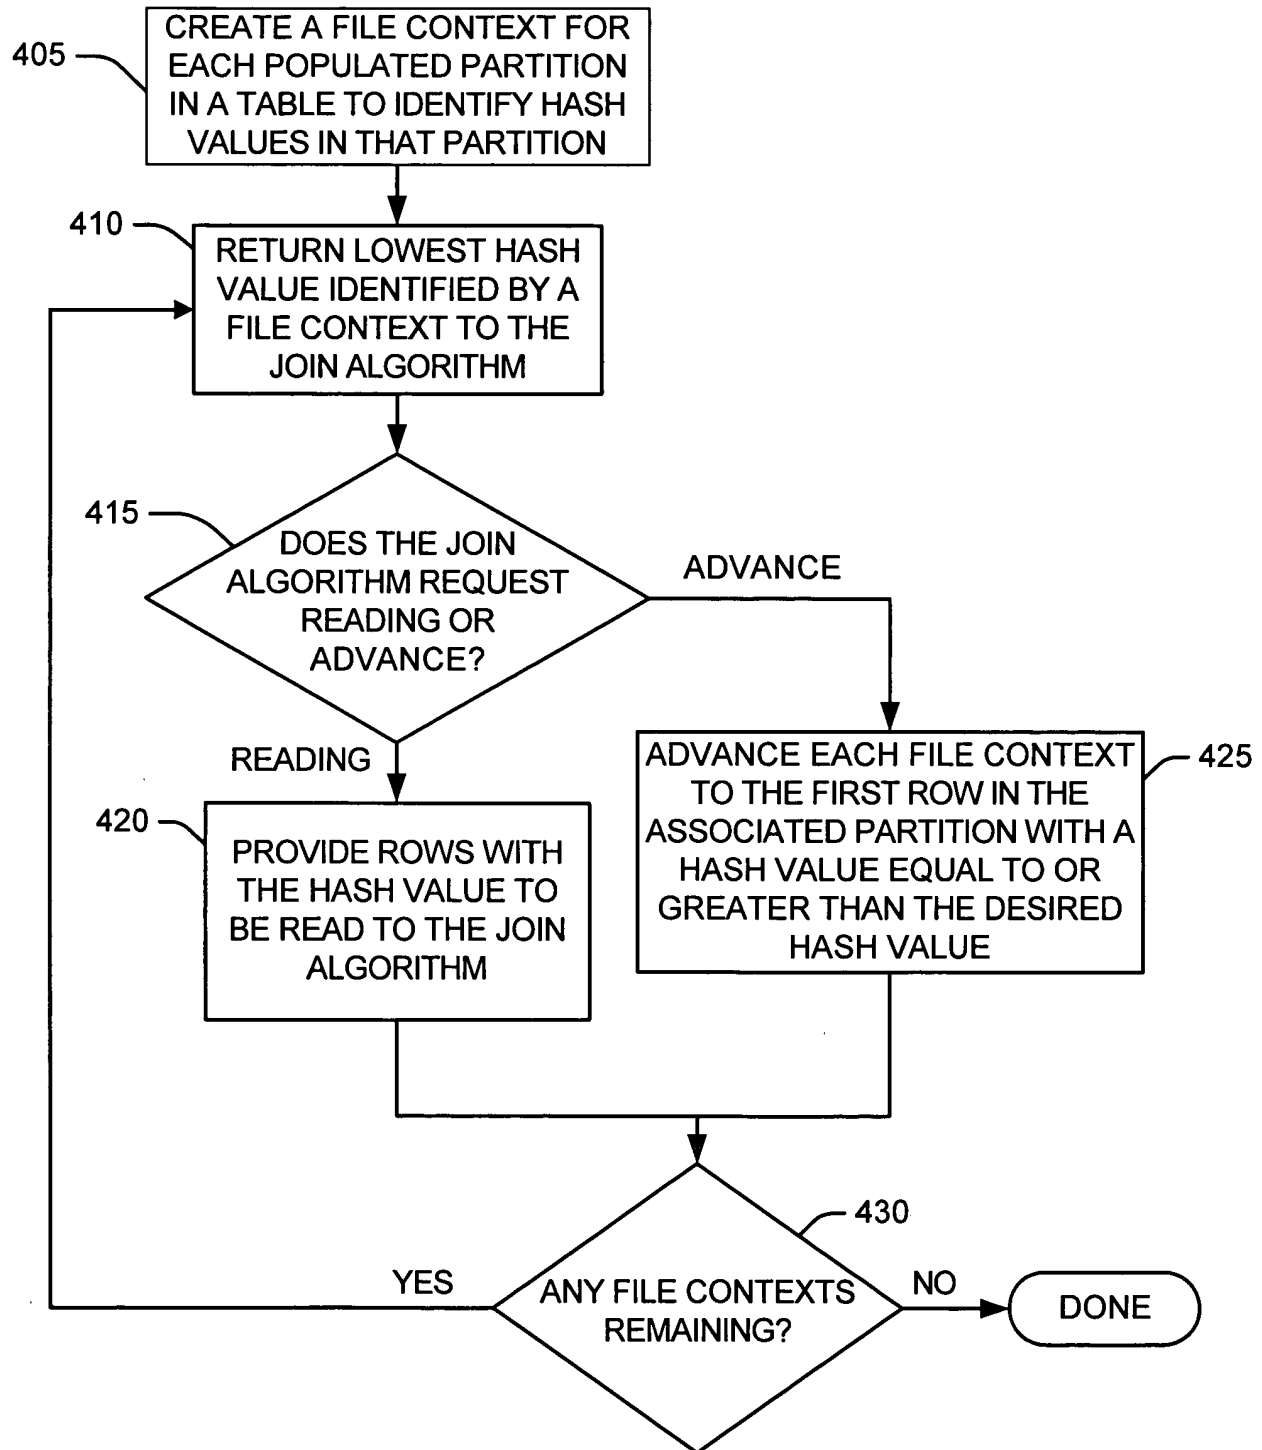 405
CREATE A FILE CONTEXT FOR
EACH POPULATED PARTITION
IN A TABLE TO IDENTIFY HASH
VALUES IN THAT PARTITION
410
RETURN LOWEST HASH
VALUE IDENTIFIED BY A
FILE CONTEXT TO THE
JOIN ALGORITHM
415
DOES THE JOIN
ALGORITHM REQUEST
READING OR
ADVANCE?
ADVANCE
READING
420
PROVIDE ROWS WITH
THE HASH VALUE TO
BE READ TO THE JOIN
ALGORITHM
425
ADVANCE EACH FILE CONTEXT
TO THE FIRST ROW IN THE
ASSOCIATED PARTITION WITH A
HASH VALUE EQUAL TO OR
GREATER THAN THE DESIRED
HASH VALUE
430
ANY FILE CONTEXTS
REMAINING?
YES
NO
DONE